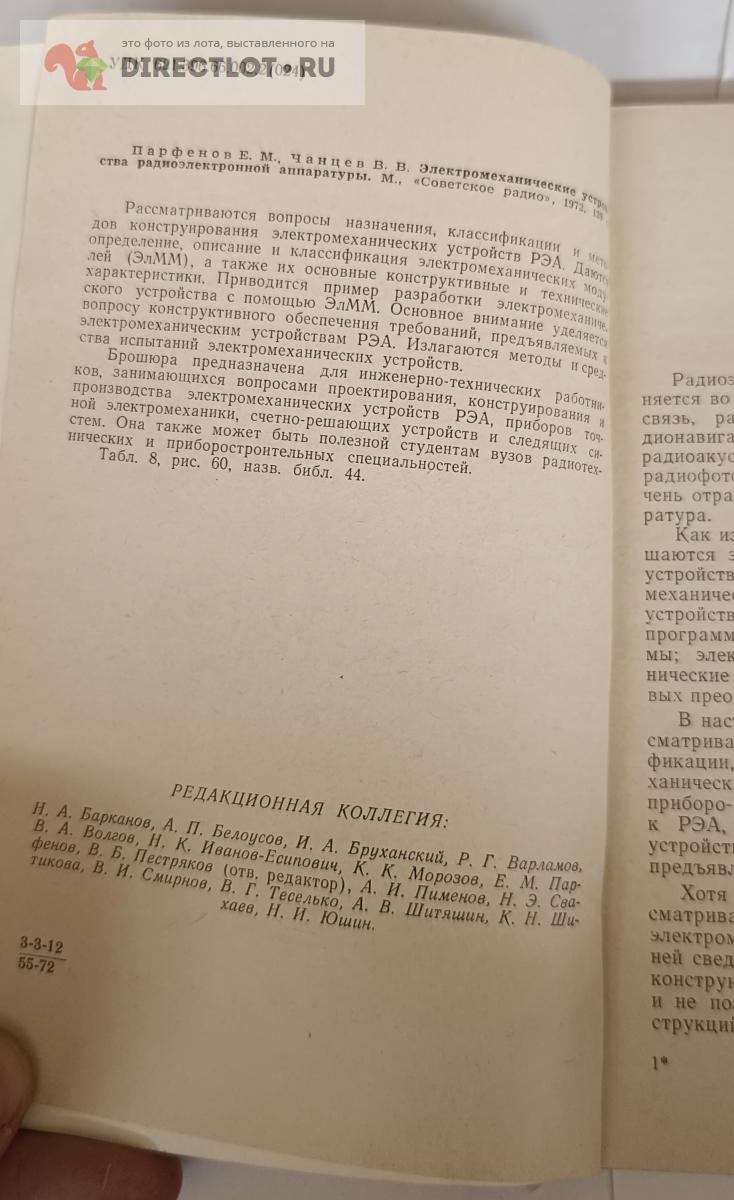 это фото из лота, выставленного на
DIRECTLOT.RU
Парфенов Е. М., Чанцев В. В. Электромеханические устрой-
ства радиоэлектронной аппаратуры. М., «Советское радио», 1972,
Рассматриваются вопросы назначения, классификации и мето-
дов конструирования электромеханических устройств РЭА. Даются
определение, описание и классификация электромеханических моду-
лей (ЭлММ), а также их основные конструктивные и технические
характеристики. Приводится пример разработки электромеханиче-
ского устройства с помощью ЭлММ. Основное внимание уделяется
вопросу конструктивного обеспечения требований, предъявляемых к
электромеханическим устройствам РЭА. Излагаются методы и сред-
ства испытаний электромеханических устройств.
Брошюра предназначена для инженерно-технических работни-
ков, занимающихся вопросами проектирования, конструирования и
производства электромеханических устройств РЭА, приборов точ-
ной электромеханики, счетно-решающих устройств и следящих си-
стем. Она также может быть полезной студентам вузов радиотех-
нических и приборостроительных специальностей.
Табл. 8, рис. 60, назв. библ. 44.
РЕДАКЦИОННАЯ КОЛЛЕГИЯ:
Н. А. Барканов, А. П. Белоусов, И. А. Бруханский, Р. Г. Варламов,
В. А. Волгов, Н. К. Иванов-Есипович, К. К. Морозов, Е. М. Пар-
фенов, В. Б. Пестряков (отв. редактор), А. И. Пименов, Н. Э. Сва-
тикова, В. И. Смирнов, В. Г. Теселько, А. В. Шитяшин, К. Н. Ши-
хаев, Н. И. Юшин.
3-3-12
55-72
Радиоэ
няется во
связь, ра
дионавига
радиоакус
радиофото
чень отра
ратура.
Как из
шаются э
устройств
механичес
устройств
программ
мы; элек
нические
вых прео
В наст
сматрива
фикации,
ханически
приборо-
к РЭА,
устройств
предъявл
Хотя
сматрива
электром
ней свед
конструк
и не поз
струкций
1*